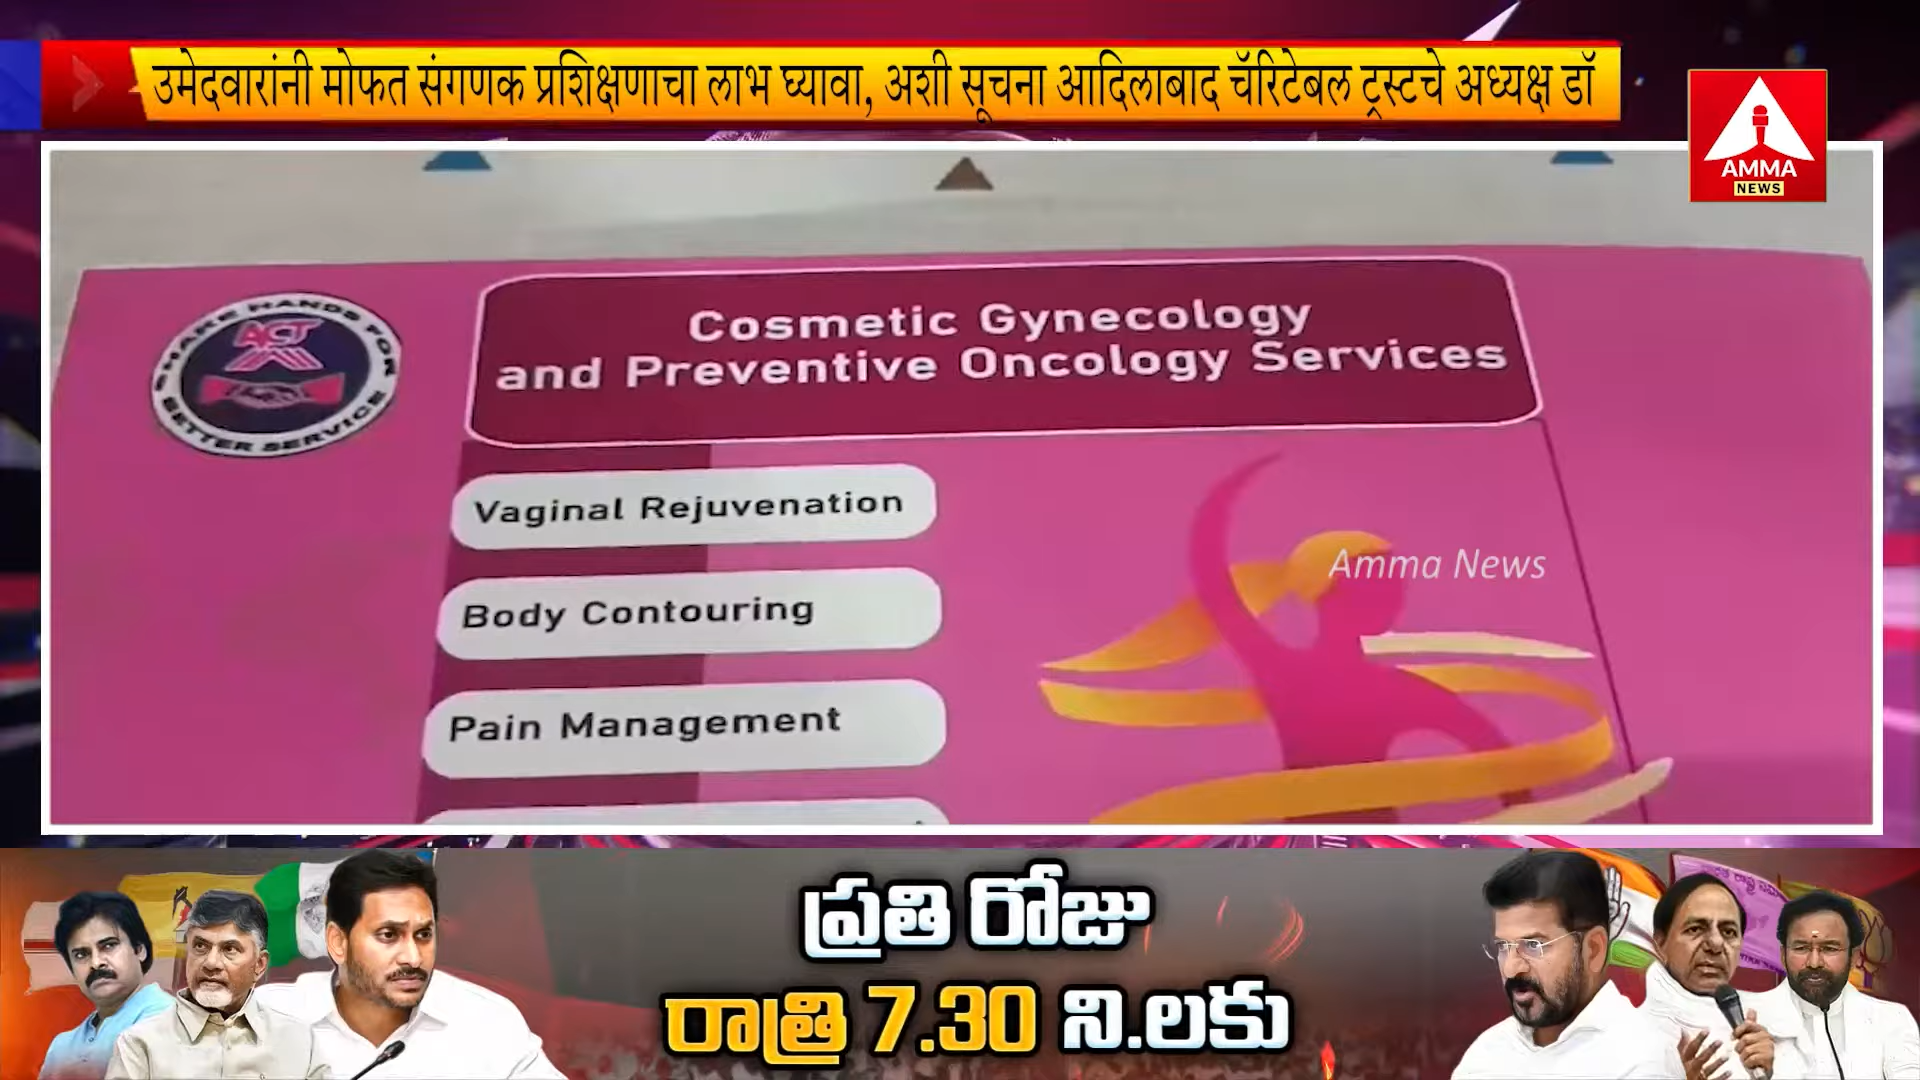 उमेदवारांनी मोफत संगणक प्रशिक्षणाचा लाभ घ्यावा, अशी सूचना आदिलाबाद चॅरिटेबल ट्रस्टचे अध्यक्ष डॉ
AMMA
NEWS
SHAKE HANDS FOR
ACT
BETTER SERVICE
Cosmetic Gynecology
and Preventive Oncology Services
Vaginal Rejuvenation
Amma News
Body Contouring
Pain Management
ప్రతి రోజు
రాత్రి 7.30 ని.లకు